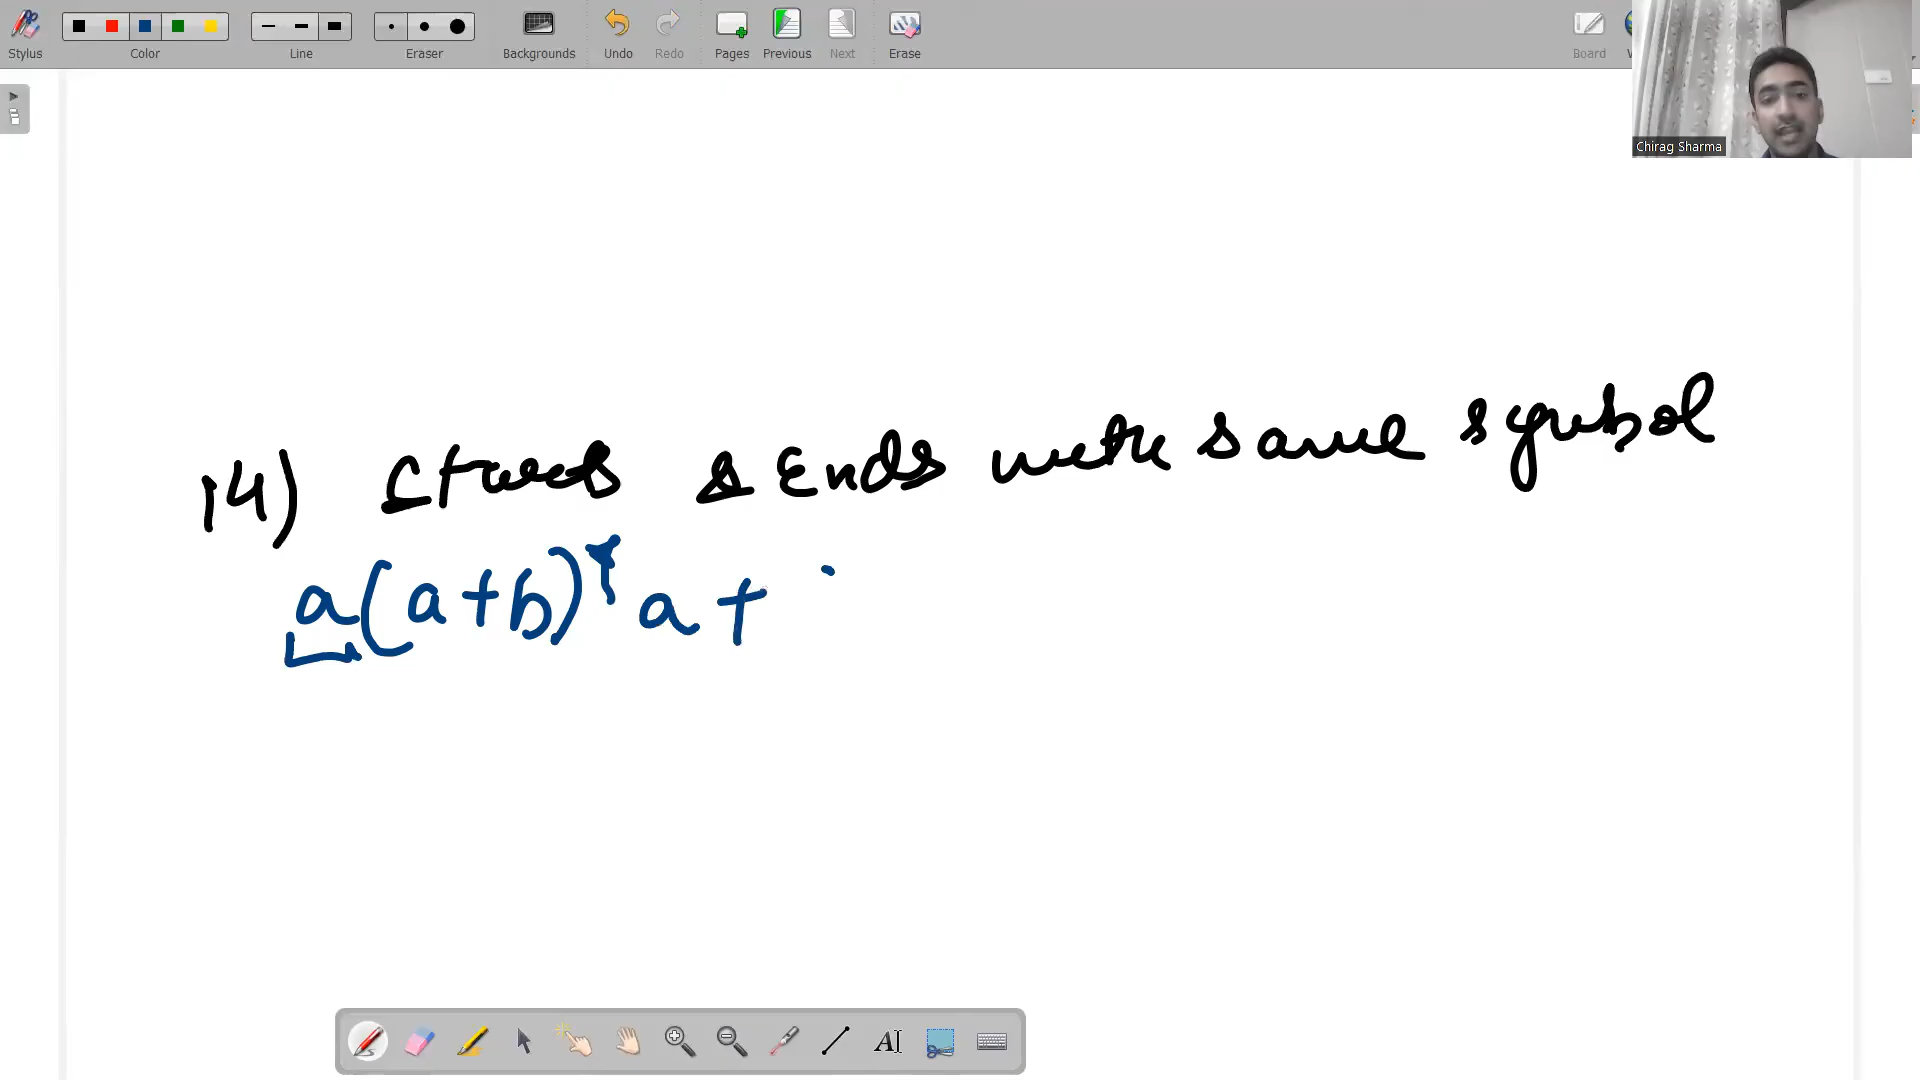 Stylus Color Line Eraser Backgrounds Undo Redo Pages Previous Next Erase Board
Chirag Sharma
14) Starts & Ends with same symbol
a(a+b)* a +